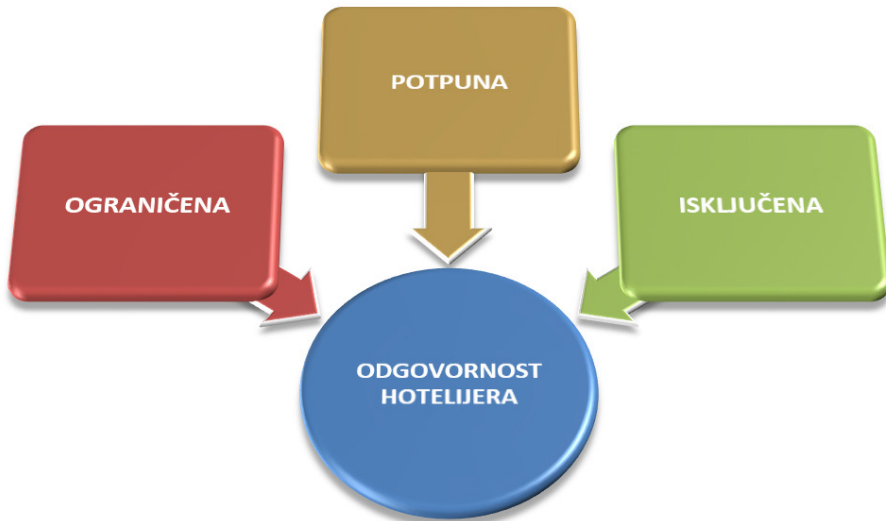 POTPUNA
OGRANIČENA
ISKLJUČENA
ODGOVORNOST
HOTELIJERA